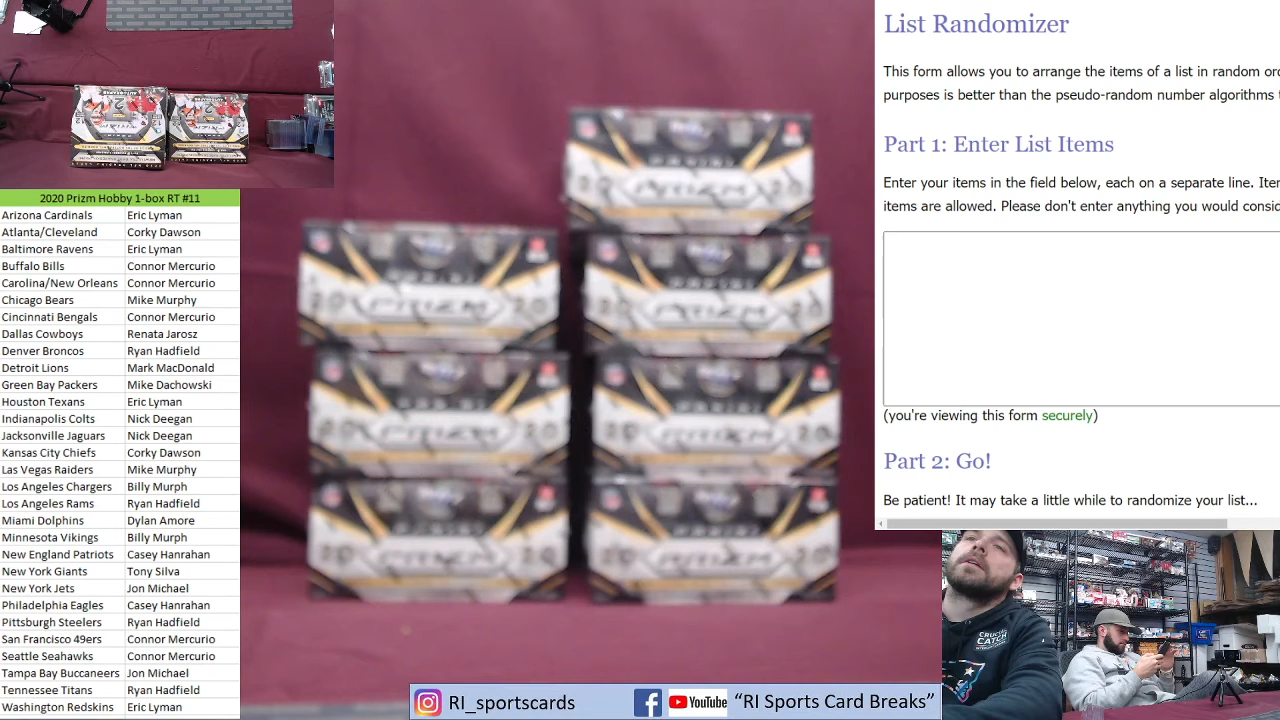 2020 Prizm Hobby 1-box RT #11
Arizona Cardinals Eric Lyman
Atlanta/Cleveland Corky Dawson
Baltimore Ravens Eric Lyman
Buffalo Bills Connor Mercurio
Carolina/New Orleans Connor Mercurio
Chicago Bears Mike Murphy
Cincinnati Bengals Connor Mercurio
Dallas Cowboys Renata Jarosz
Denver Broncos Ryan Hadfield
Detroit Lions Mark MacDonald
Green Bay Packers Mike Dachowski
Houston Texans Eric Lyman
Indianapolis Colts Nick Deegan
Jacksonville Jaguars Nick Deegan
Kansas City Chiefs Corky Dawson
Las Vegas Raiders Mike Murphy
Los Angeles Chargers Billy Murph
Los Angeles Rams Ryan Hadfield
Miami Dolphins Dylan Amore
Minnesota Vikings Billy Murph
New England Patriots Casey Hanrahan
New York Giants Tony Silva
New York Jets Jon Michael
Philadelphia Eagles Casey Hanrahan
Pittsburgh Steelers Ryan Hadfield
San Francisco 49ers Connor Mercurio
Seattle Seahawks Connor Mercurio
Tampa Bay Buccaneers Jon Michael
Tennessee Titans Ryan Hadfield
Washington Redskins Eric Lyman
PRIZM
PRIZM
PRIZM
PRIZM
PRIZM
PRIZM
PRIZM
List Randomizer
This form allows you to arrange the items of a list in random
purposes is better than the pseudo-random number algorithms
Part 1: Enter List Items
Enter your items in the field below, each on a separate line.
items are allowed. Please don't enter anything you would
(you're viewing this form securely)
Part 2: Go!
Be patient! It may take a little while to randomize your list...
CRUCIAL
CATCH
RI_sportscards
YouTube
"RI Sports Card Breaks"